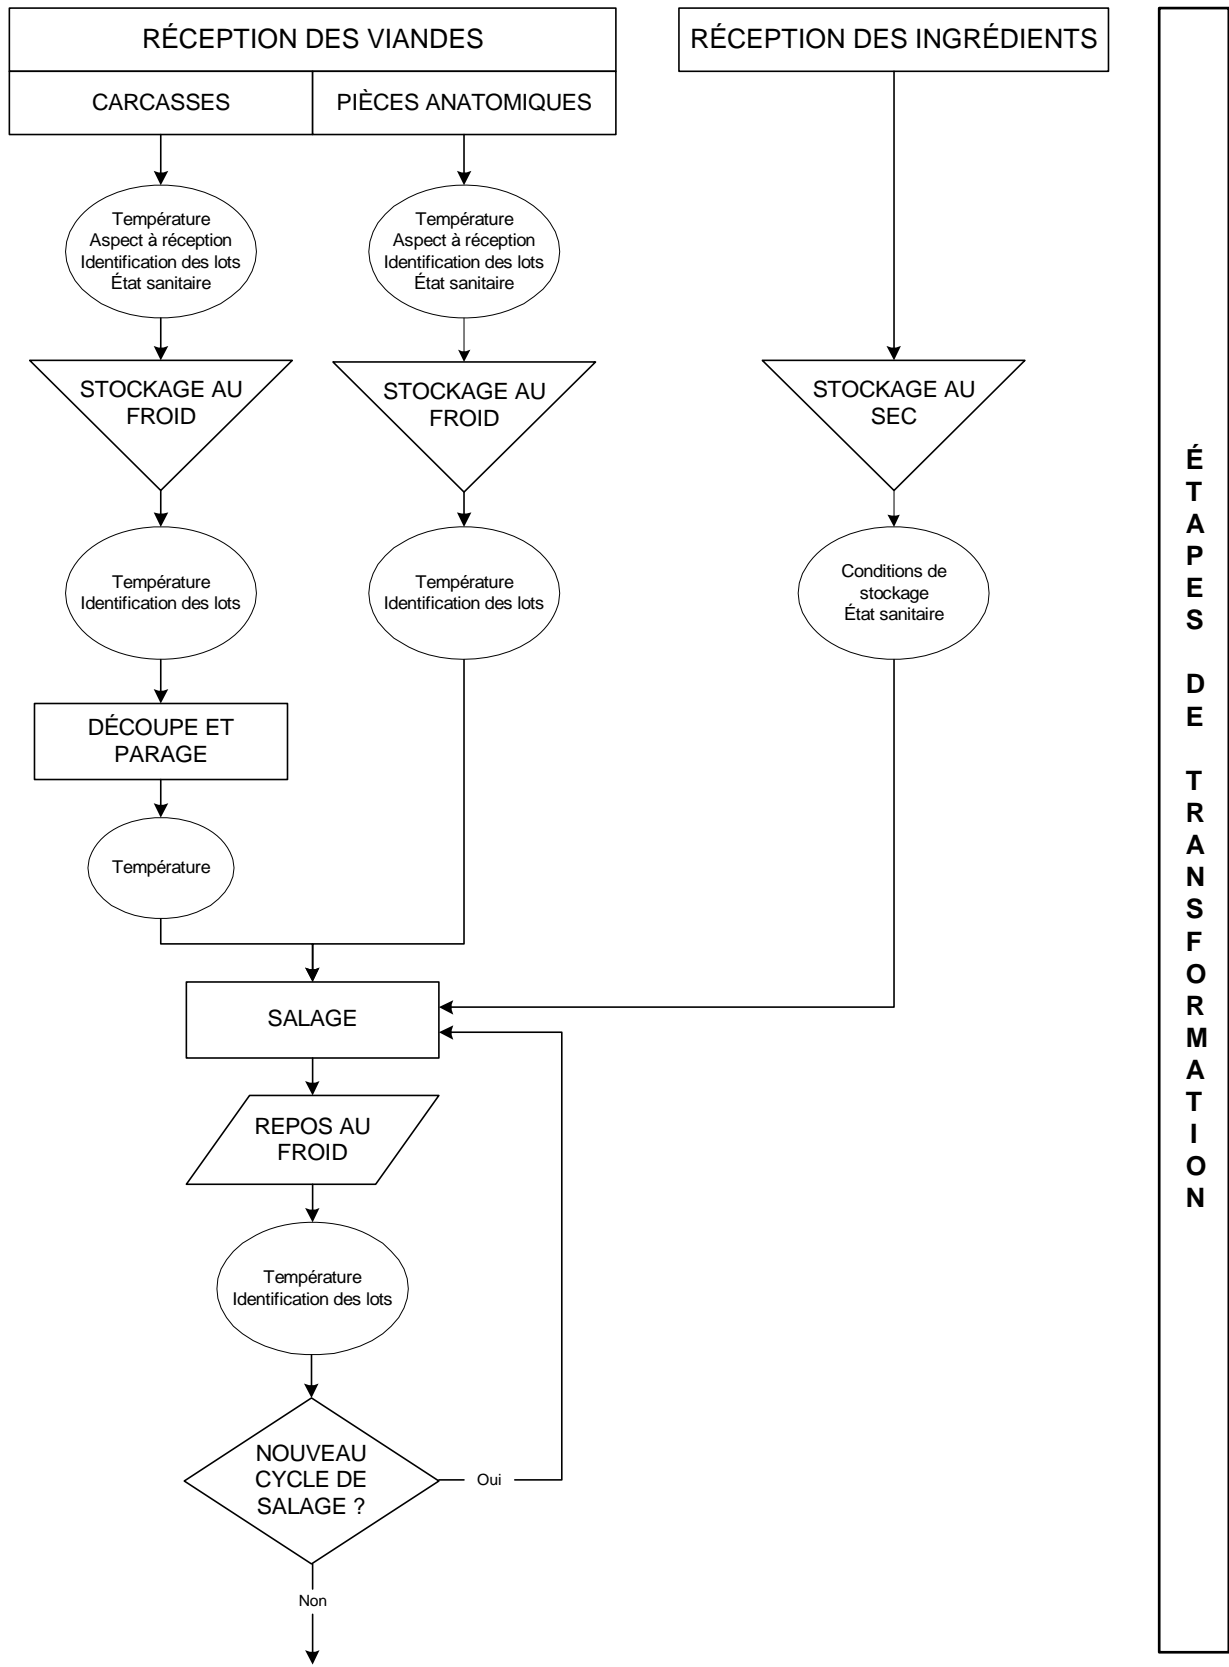 RÉCEPTION DES VIANDES
CARCASSES
PIÈCES ANATOMIQUES
RÉCEPTION DES INGRÉDIENTS
Température
Aspect à réception
Identification des lots
État sanitaire
Température
Aspect à réception
Identification des lots
État sanitaire
STOCKAGE AU
FROID
STOCKAGE AU
FROID
STOCKAGE AU
SEC
Température
Identification des lots
Température
Identification des lots
Conditions de
stockage
État sanitaire
DÉCOUPE ET
PARAGE
Température
SALAGE
REPOS AU
FROID
Température
Identification des lots
NOUVEAU
CYCLE DE
SALAGE ?
Oui
Non
ÉTAPES DE TRANSFORMATION